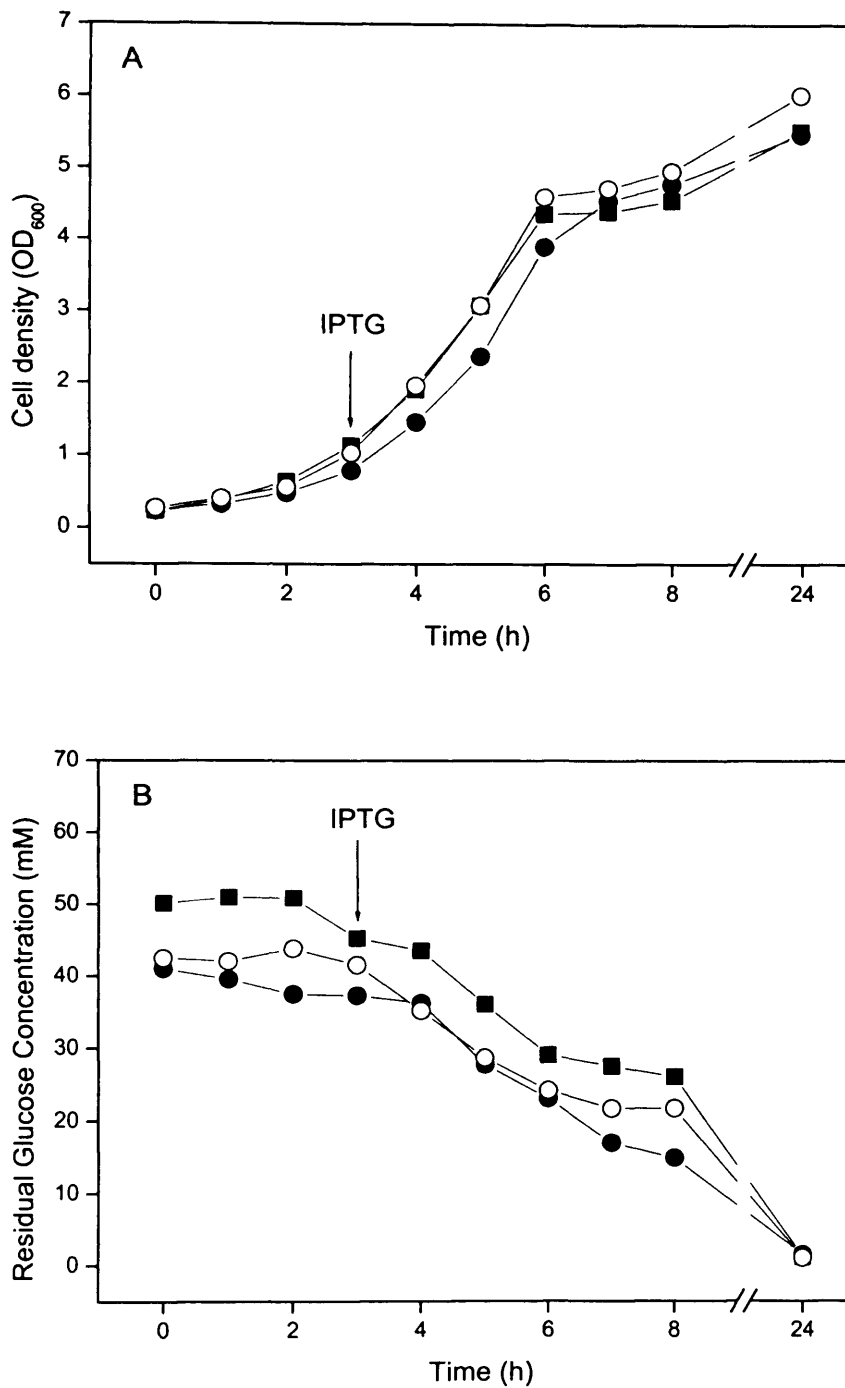 A
7
6
5
4
3
2
1
0
Cell density (OD600)
IPTG
0 2 4 6 8 24
Time (h)
B
70
60
50
40
30
20
10
0
Residual Glucose Concentration (mM)
IPTG
0 2 4 6 8 24
Time (h)